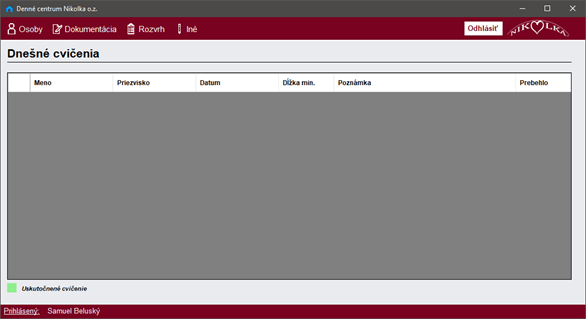 Denné centrum Nikolka o.z.
Osoby Dokumentácia Rozvrh Iné Odhlásiť NIKOLKA
Dnešné cvičenia
Meno Priezvisko Datum Dĺžka min. Poznámka Prebehlo
Uskutočnené cvičenie
Prihlásený: Samuel Beluský